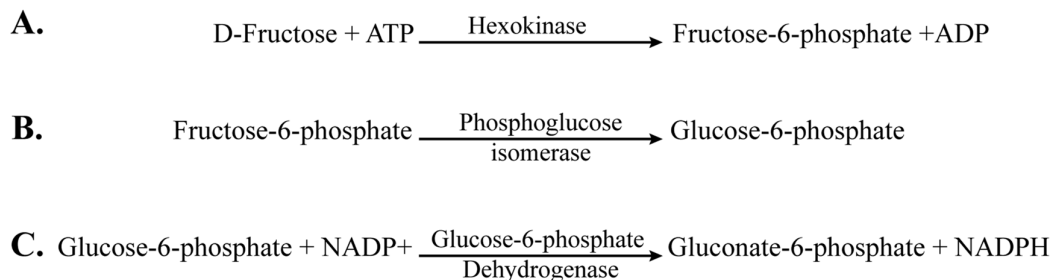 A.
Hexokinase
D-Fructose + ATP Fructose-6-phosphate +ADP
B.
Phosphoglucose
Fructose-6-phosphate Glucose-6-phosphate
isomerase
C.
Glucose-6-phosphate
Glucose-6-phosphate + NADP+ Gluconate-6-phosphate + NADPH
Dehydrogenase